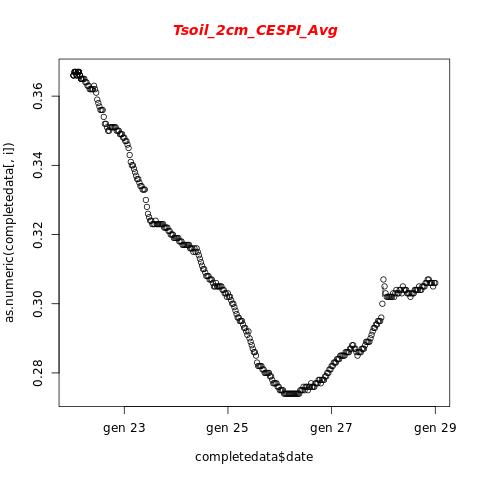 Tsoil_2cm_CESPI_Avg
as.numeric(completedata[, i])
0.36
0.34
0.32
0.30
0.28
gen 23
gen 25
gen 27
gen 29
completedata$date